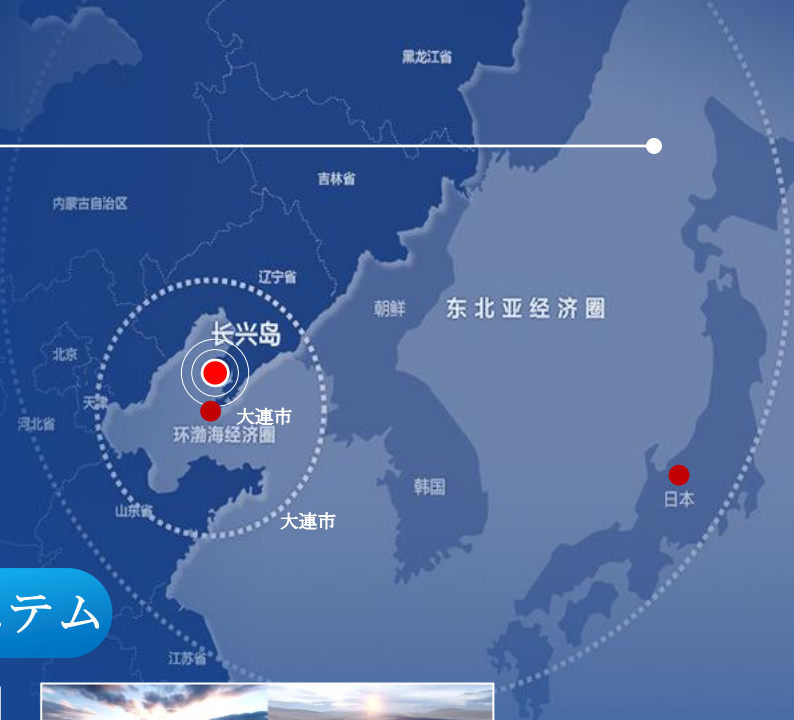 黑龙江省
吉林省
内蒙古自治区
辽宁省
朝鲜
东北亚经济圈
长兴岛
北京
天津
大連市
河北省
环渤海经济圈
韩国
日本
山东省
大連市
テム
江苏省